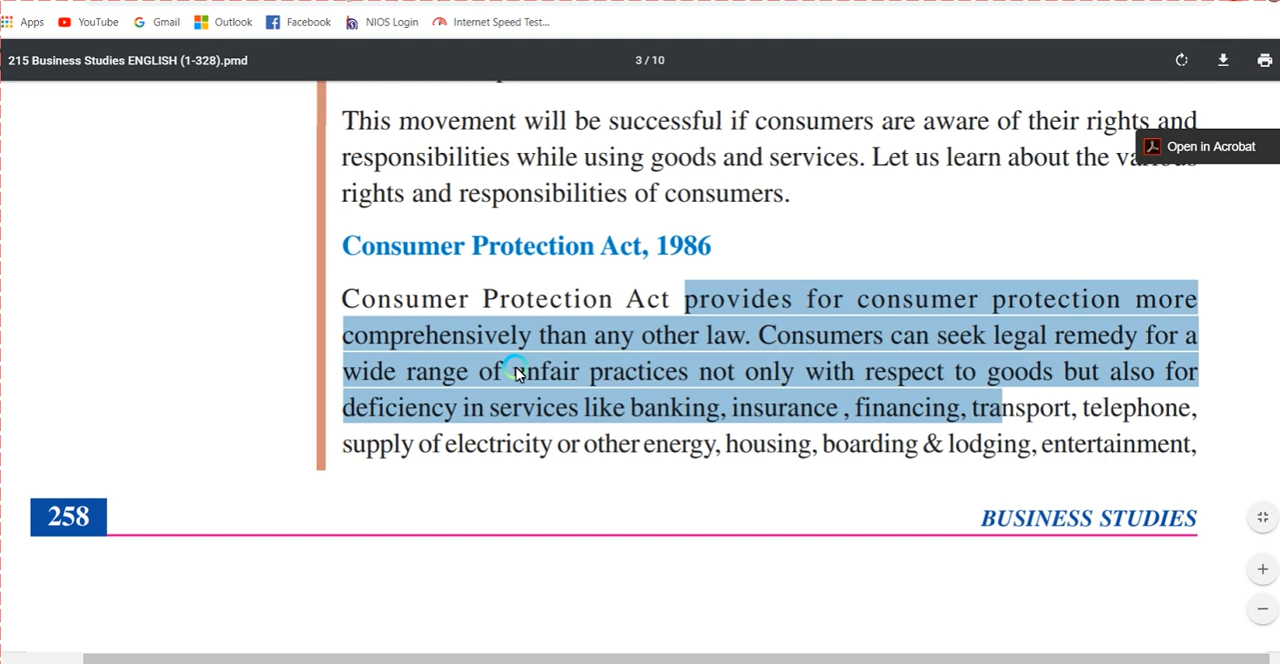 Apps YouTube Gmail Outlook Facebook NIOS Login Internet Speed Test...
215 Business Studies ENGLISH (1-328).pmd 3 / 10
This movement will be successful if consumers are aware of their rights and
Open in Acrobat
responsibilities while using goods and services. Let us learn about the various
rights and responsibilities of consumers.
Consumer Protection Act, 1986
Consumer Protection Act provides for consumer protection more
comprehensively than any other law. Consumers can seek legal remedy for a
wide range of unfair practices not only with respect to goods but also for
deficiency in services like banking, insurance , financing, transport, telephone,
supply of electricity or other energy, housing, boarding & lodging, entertainment,
258 BUSINESS STUDIES